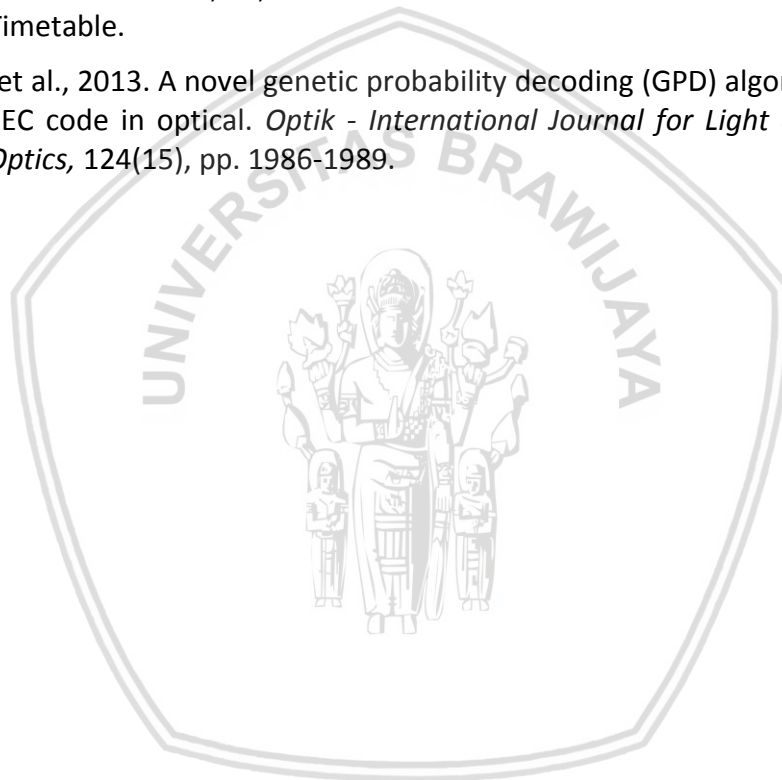 Timetable.
et al., 2013. A novel genetic probability decoding (GPD) algor
EC code in optical. Optik - International Journal for Light
Optics, 124(15), pp. 1986-1989.
UNIVERSITAS BRAWIJAYA